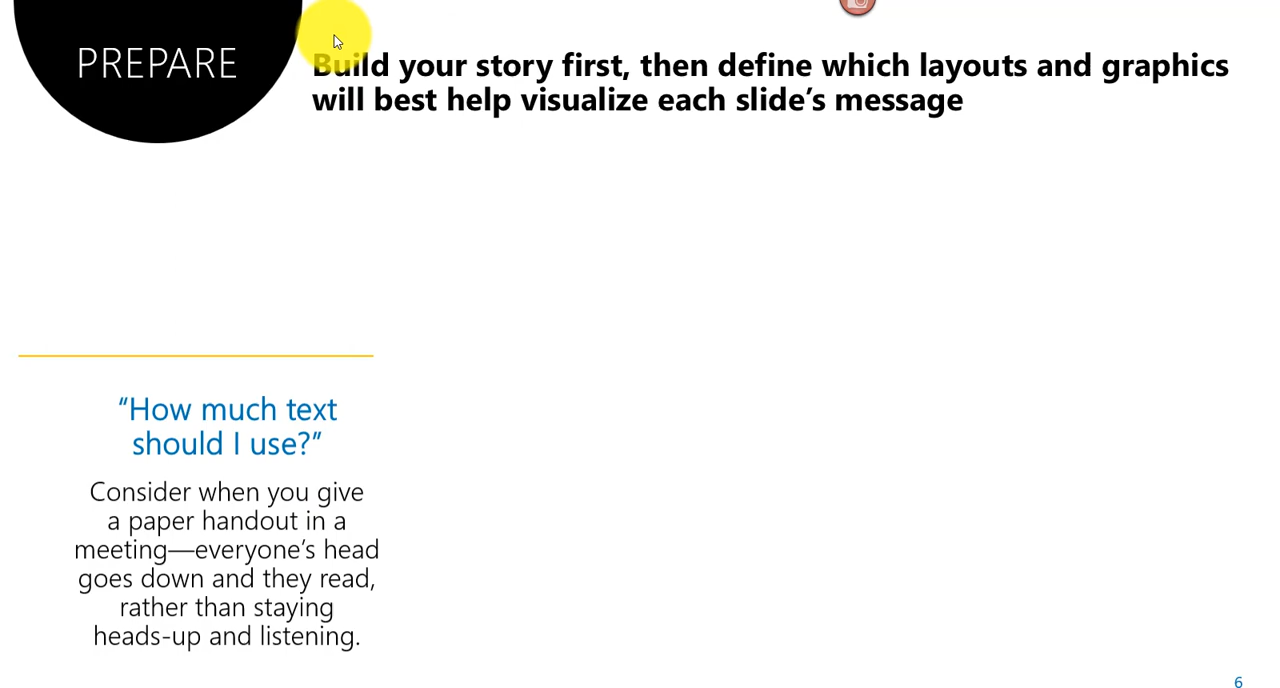 PREPARE
Build your story first, then define which layouts and graphics
will best help visualize each slide’s message
“How much text
should I use?”
Consider when you give
a paper handout in a
meeting—everyone’s head
goes down and they read,
rather than staying
heads-up and listening.
6